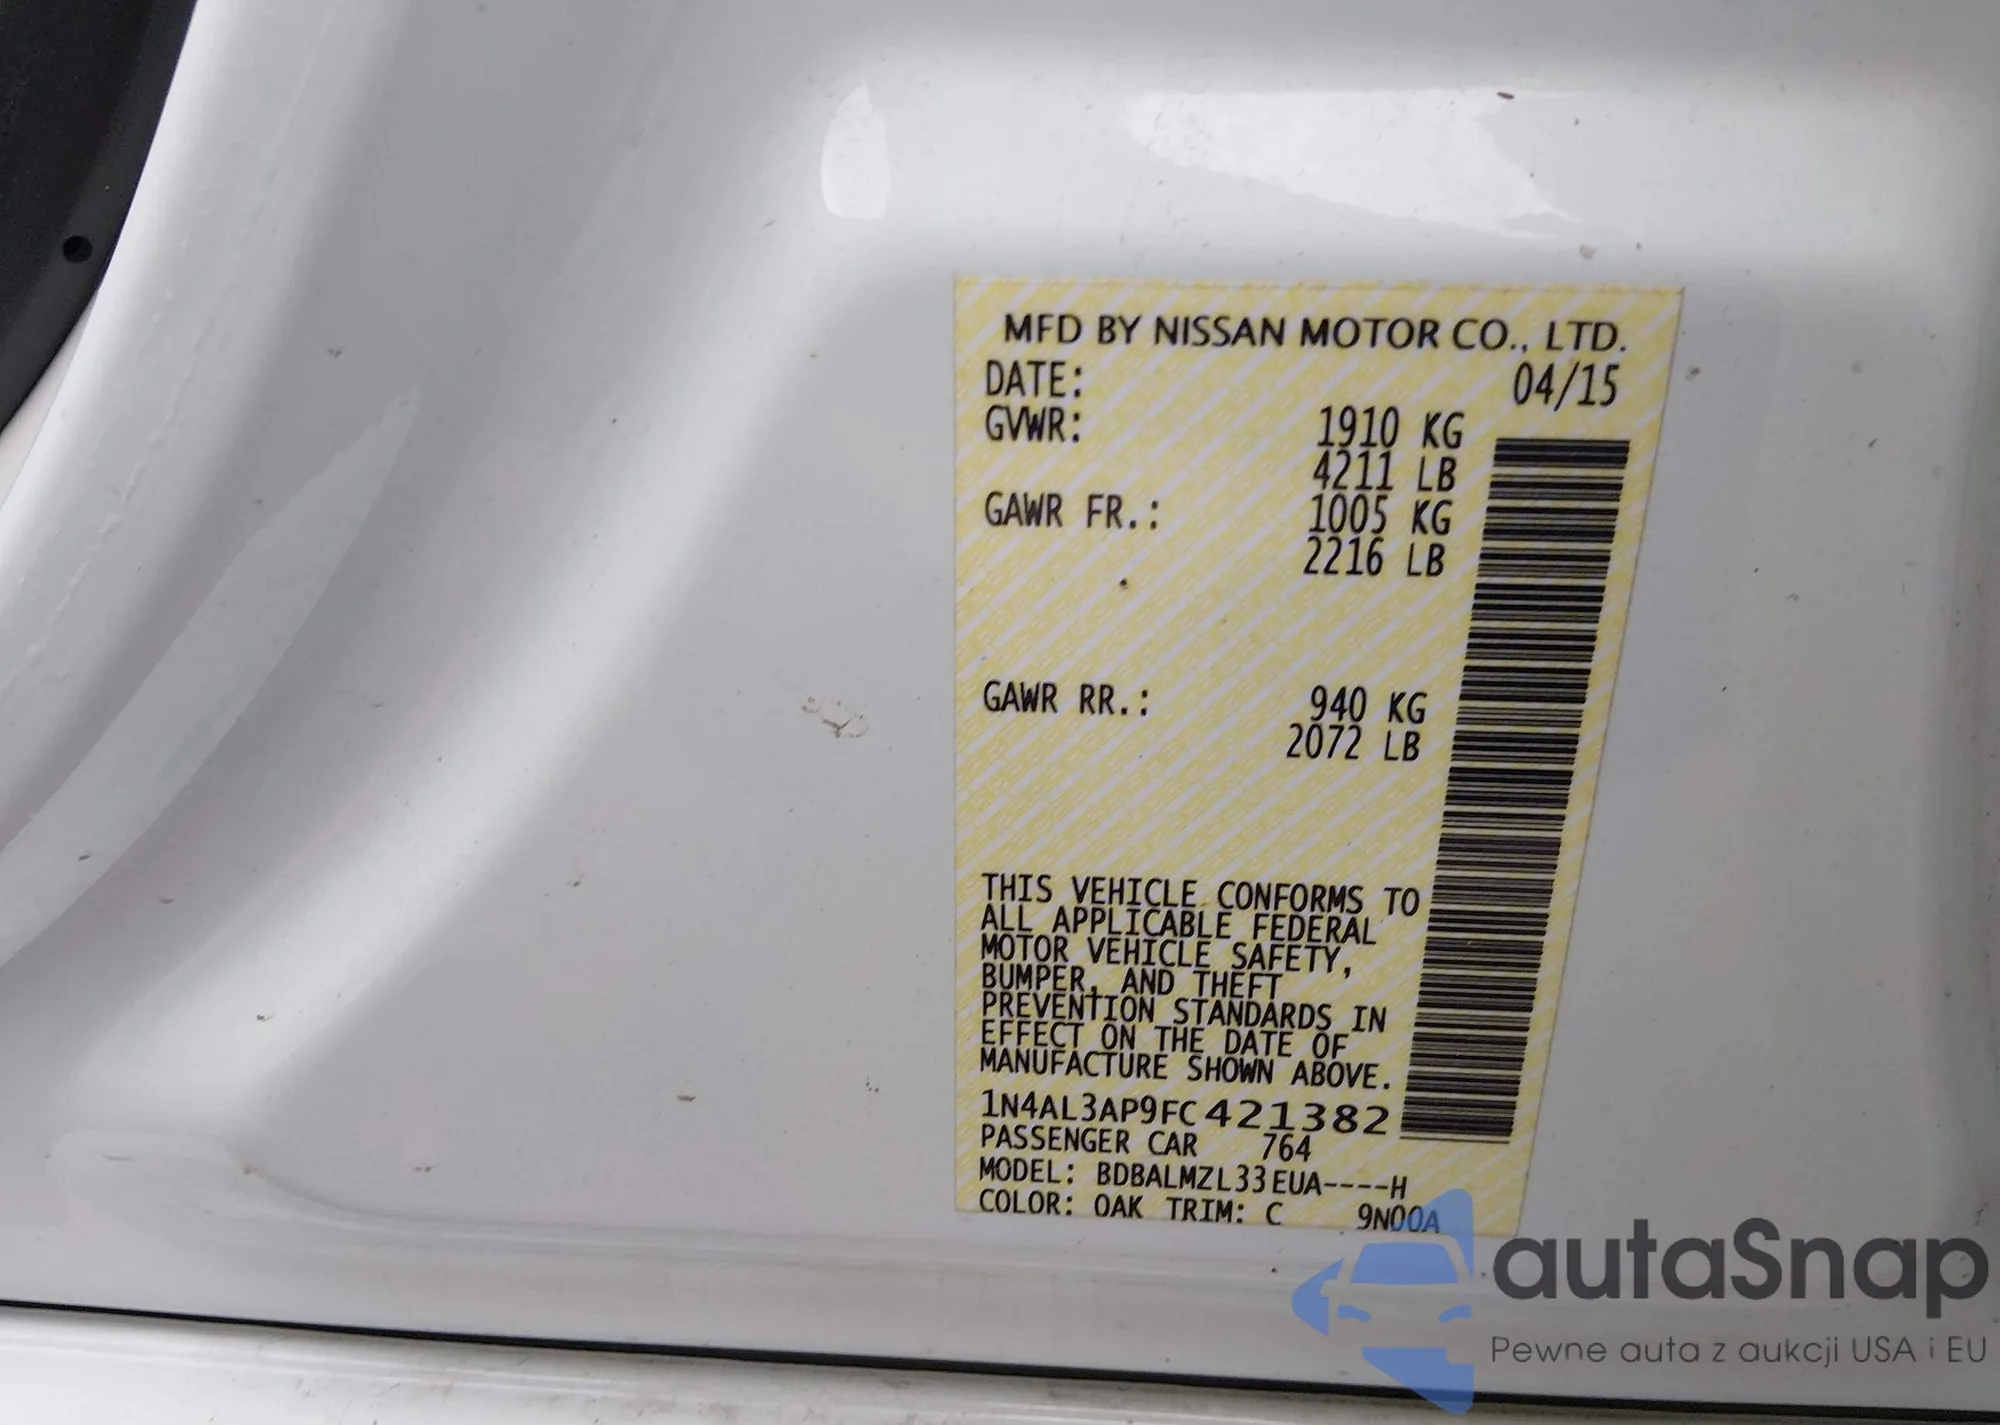 MFD BY NISSAN MOTOR CO., LTD.
DATE: 04/15
GVWR: 1910 KG
4211 LB
GAWR FR.: 1005 KG
2216 LB
GAWR RR.: 940 KG
2072 LB
THIS VEHICLE CONFORMS TO
ALL APPLICABLE FEDERAL
MOTOR VEHICLE SAFETY,
BUMPER, AND THEFT
PREVENTION STANDARDS IN
EFFECT ON THE DATE OF
MANUFACTURE SHOWN ABOVE.
1N4AL3AP9FC421382
PASSENGER CAR 764
MODEL: BDBALMZL33EUA----H
COLOR: OAK TRIM: C 9N00A
autaSnap
Pewne auta z aukcji USA i EU